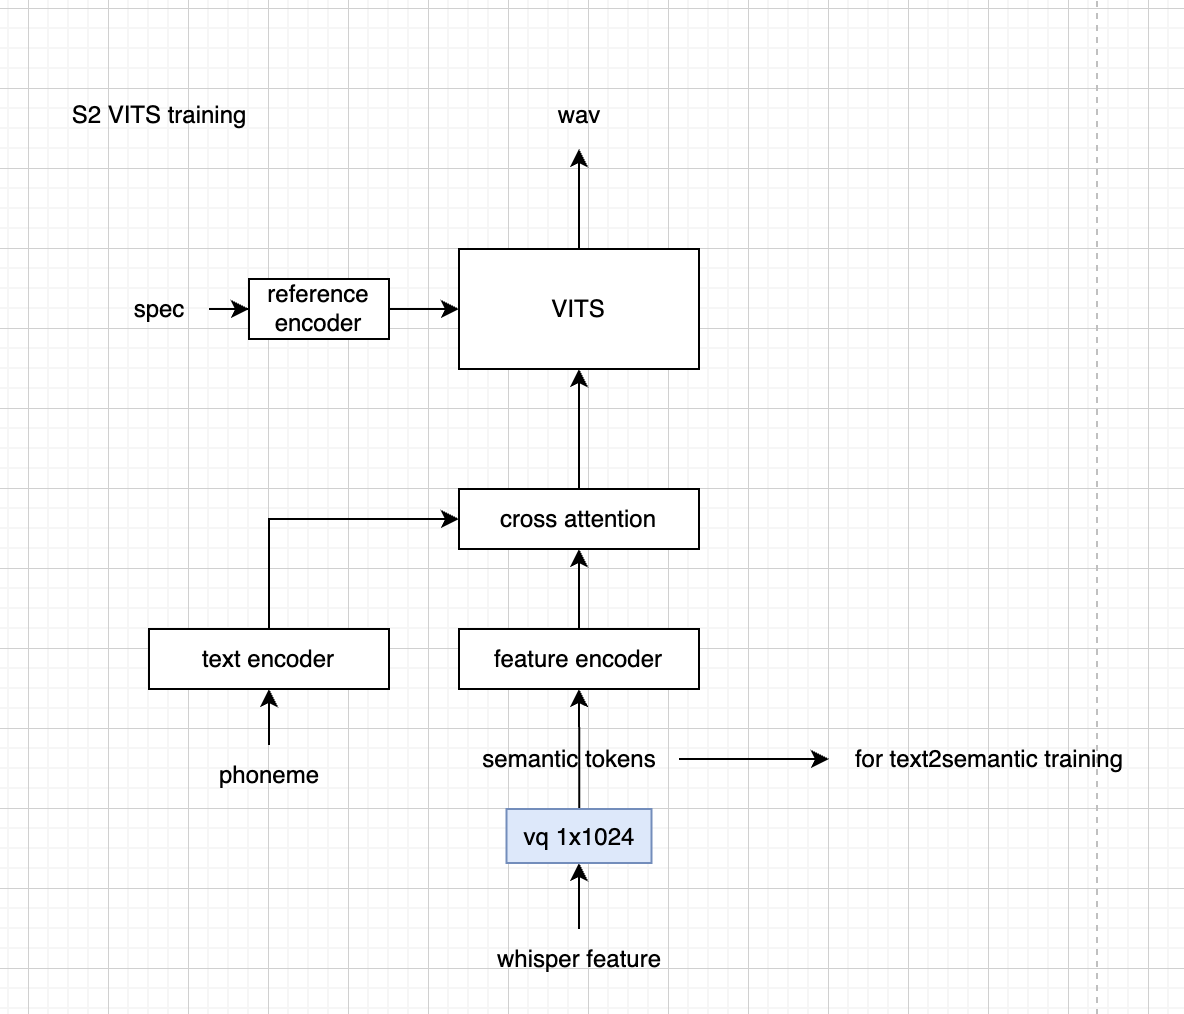 S2 VITS training
wav
spec
reference
encoder
VITS
cross attention
text encoder
feature encoder
phoneme
semantic tokens
for text2semantic training
vq 1x1024
whisper feature